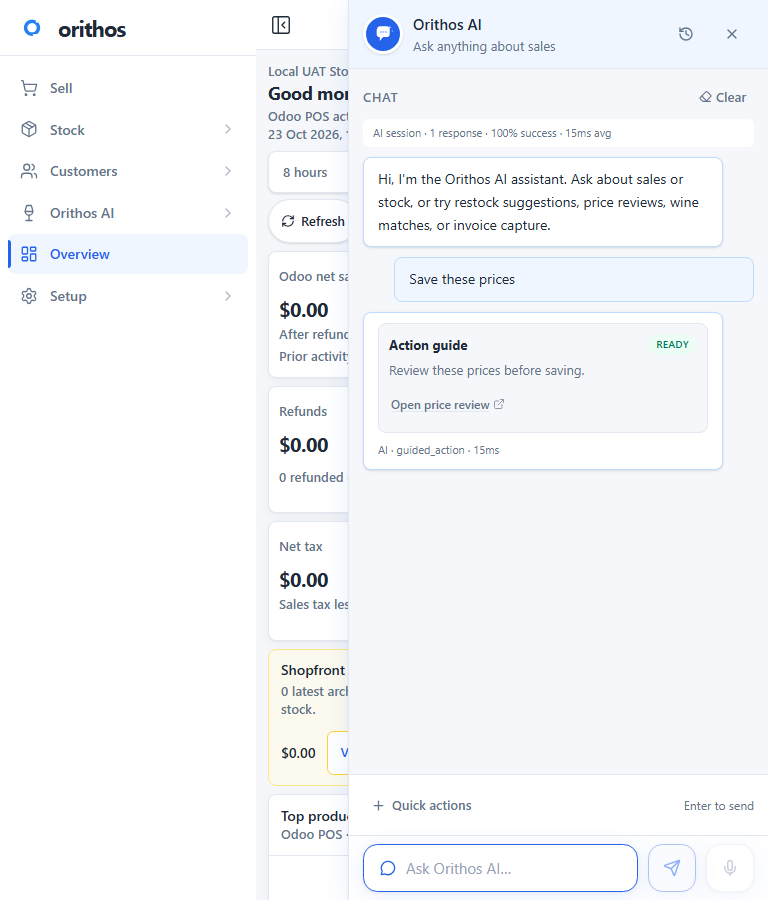 orithos
Sell
Stock
Customers
Orithos AI
Overview
Setup
Local UAT Sto
Good mor
Odoo POS act
23 Oct 2026,
8 hours
Refresh
Odoo net sa
$0.00
After refund
Prior activity
Refunds
$0.00
0 refunded
Net tax
$0.00
Sales tax les
Shopfront
0 latest arch
stock.
$0.00
V
Top produ
Odoo POS ·
Orithos AI
Ask anything about sales
CHAT
Clear
AI session · 1 response · 100% success · 15ms avg
Hi, I'm the Orithos AI assistant. Ask about sales or
stock, or try restock suggestions, price reviews, wine
matches, or invoice capture.
Save these prices
Action guide
READY
Review these prices before saving.
Open price review
AI · guided_action · 15ms
Quick actions
Enter to send
Ask Orithos AI...